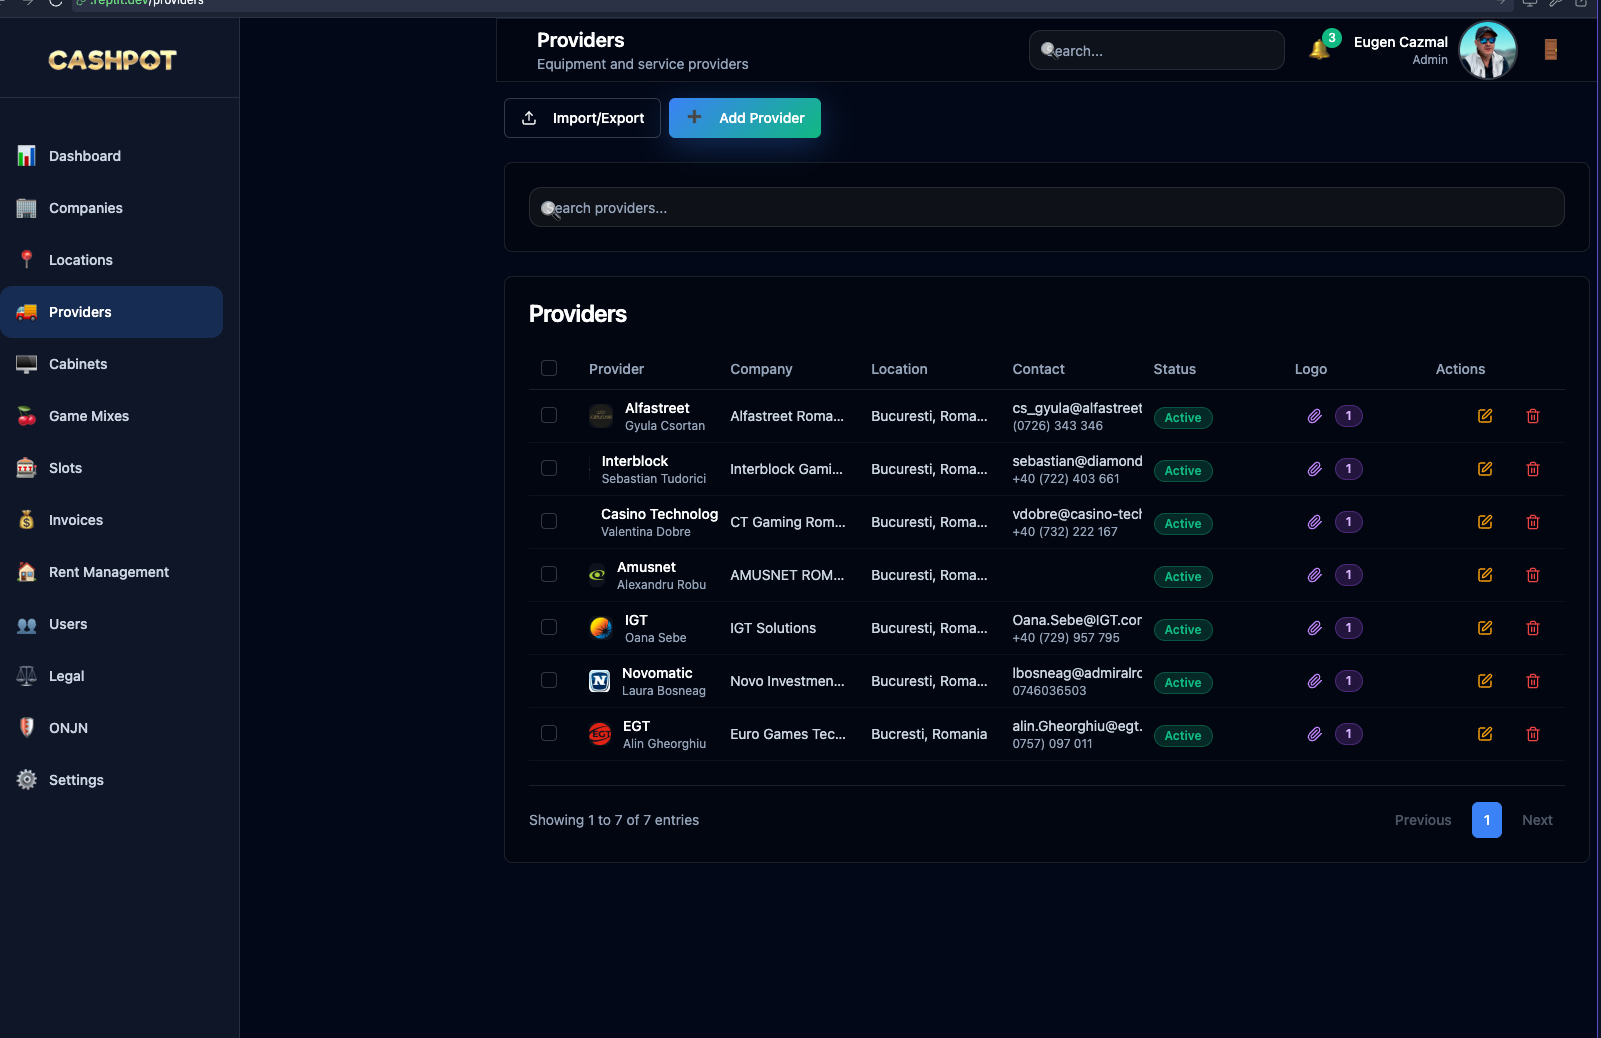 .replit.dev/providers
CASHPOT
Dashboard
Companies
Locations
Providers
Cabinets
Game Mixes
Slots
Invoices
Rent Management
Users
Legal
ONJN
Settings
Providers
Equipment and service providers
Search...
3
Eugen Cazmal
Admin
Import/Export
Add Provider
Search providers...
Providers
Provider Company Location Contact Status Logo Actions
Alfastreet
Gyula Csortan
Alfastreet Roma...
Bucuresti, Roma...
cs_gyula@alfastreet
(0726) 343 346
Active
1
Interblock
Sebastian Tudorici
Interblock Gami...
Bucuresti, Roma...
sebastian@diamond
+40 (722) 403 661
Active
1
Casino Technolog
Valentina Dobre
CT Gaming Rom...
Bucuresti, Roma...
vdobre@casino-tech
+40 (732) 222 167
Active
1
Amusnet
Alexandru Robu
AMUSNET ROM...
Bucuresti, Roma...
Active
1
IGT
Oana Sebe
IGT Solutions
Bucuresti, Roma...
Oana.Sebe@IGT.com
+40 (729) 957 795
Active
1
N
Novomatic
Laura Bosneag
Novo Investmen...
Bucuresti, Roma...
lbosneag@admiralro
0746036503
Active
1
EGT
EGT
Alin Gheorghiu
Euro Games Tec...
Bucresti, Romania
alin.Gheorghiu@egt.
0757) 097 011
Active
1
Showing 1 to 7 of 7 entries
Previous 1 Next